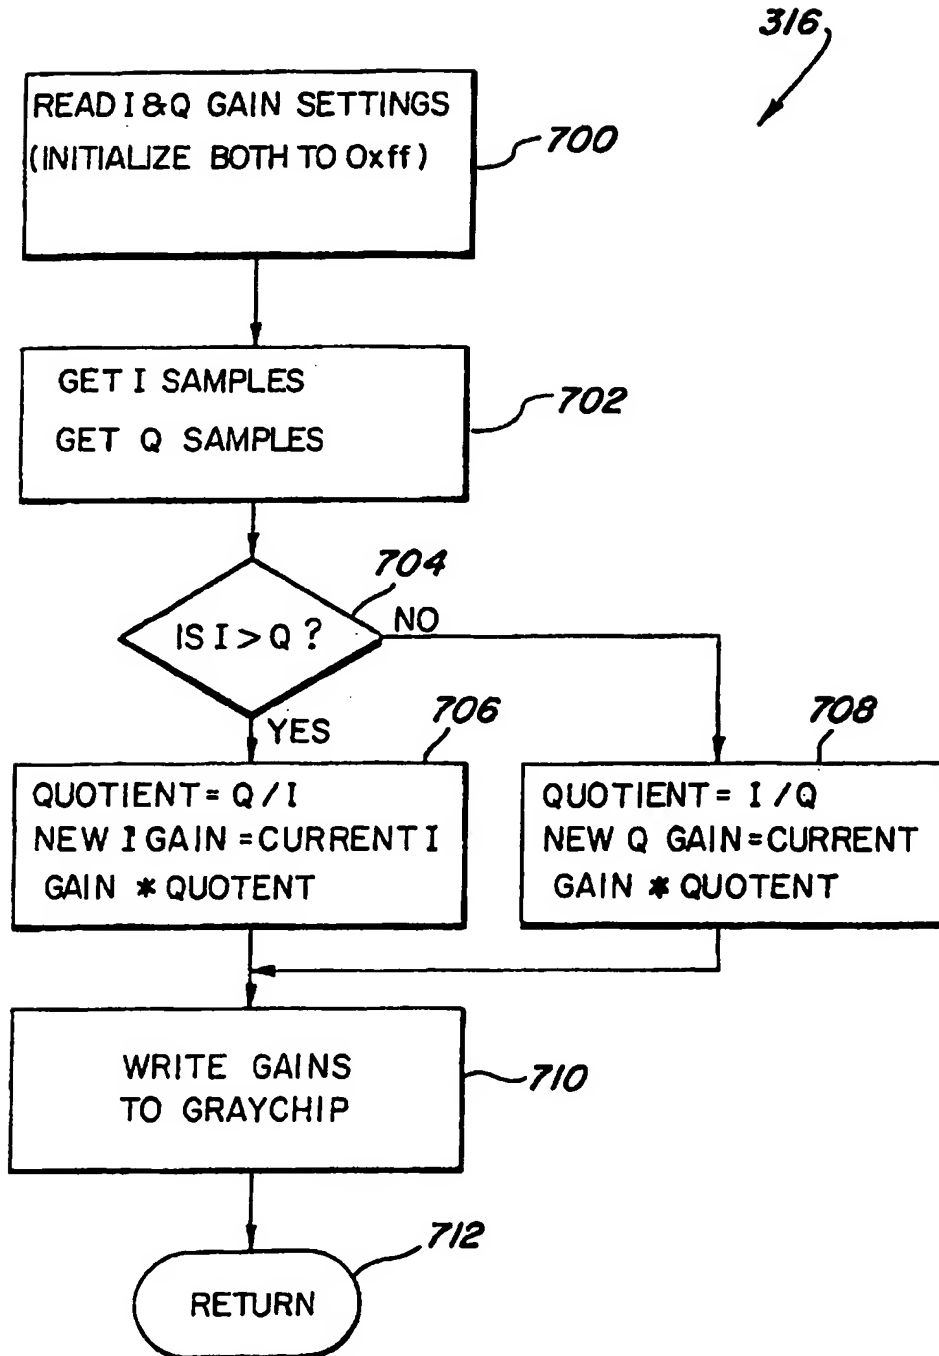 316
READ I & Q GAIN SETTINGS
(INITIALIZE BOTH TO 0xff)
700
GET I SAMPLES
GET Q SAMPLES
702
704
IS I > Q ?
NO
YES
706
QUOTIENT = Q / I
NEW I GAIN = CURRENT I
GAIN * QUOTENT
708
QUOTIENT = I / Q
NEW Q GAIN = CURRENT
GAIN * QUOTENT
WRITE GAINS
TO GRAYCHIP
710
712
RETURN